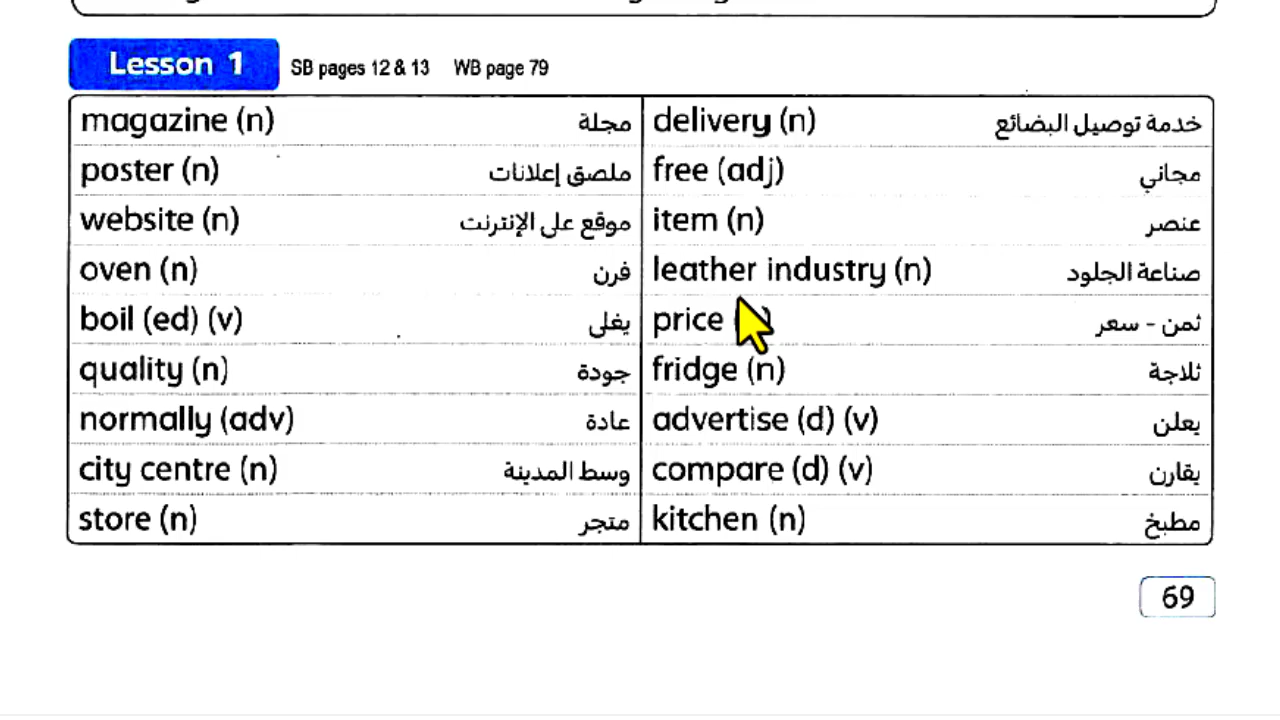 Lesson 1 SB pages 12 & 13 WB page 79
magazine (n) مجلة
poster (n) ملصق إعلانات
website (n) موقع على الإنترنت
oven (n) فرن
boil (ed) (v) يغلى
quality (n) جودة
normally (adv) عادة
city centre (n) وسط المدينة
store (n) متجر
delivery (n) خدمة توصيل البضائع
free (adj) مجاني
item (n) عنصر
leather industry (n) صناعة الجلود
price ثمن - سعر
fridge (n) ثلاجة
advertise (d) (v) يعلن
compare (d) (v) يقارن
kitchen (n) مطبخ
69